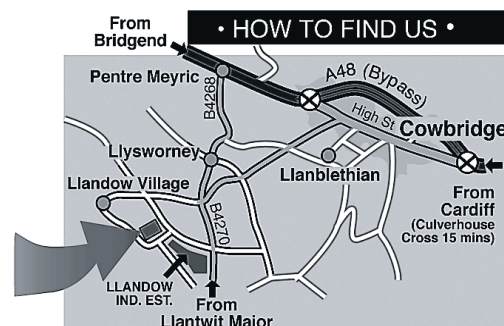 • HOW TO FIND US •
From
Bridgend
Pentre Meyric
A48 (Bypass)
B4268
High St
Cowbridge
Llysworney
Llanblethian
Llandow Village
From
Cardiff
(Culverhouse
Cross 15 mins)
B4270
LLANDOW
IND. EST.
From
Llantwit Major